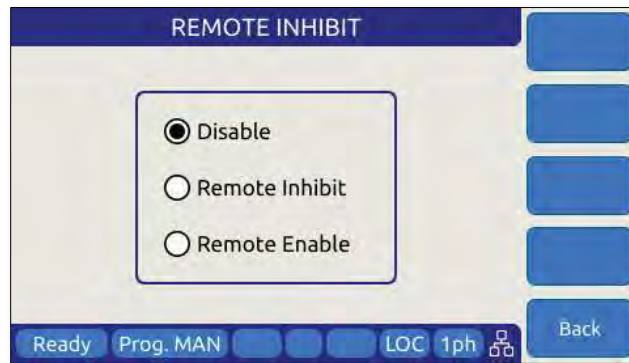 REMOTE INHIBIT
Disable
Remote Inhibit
Remote Enable
Back
Ready Prog. MAN LOC 1ph